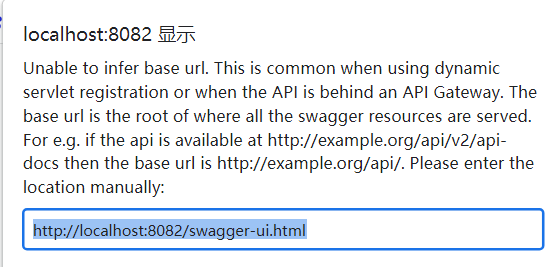 localhost:8082 显示
Unable to infer base url. This is common when using dynamic
servlet registration or when the API is behind an API Gateway. The
base url is the root of where all the swagger resources are served.
For e.g. if the api is available at http://example.org/api/v2/api-
docs then the base url is http://example.org/api/. Please enter the
location manually:
http://localhost:8082/swagger-ui.html